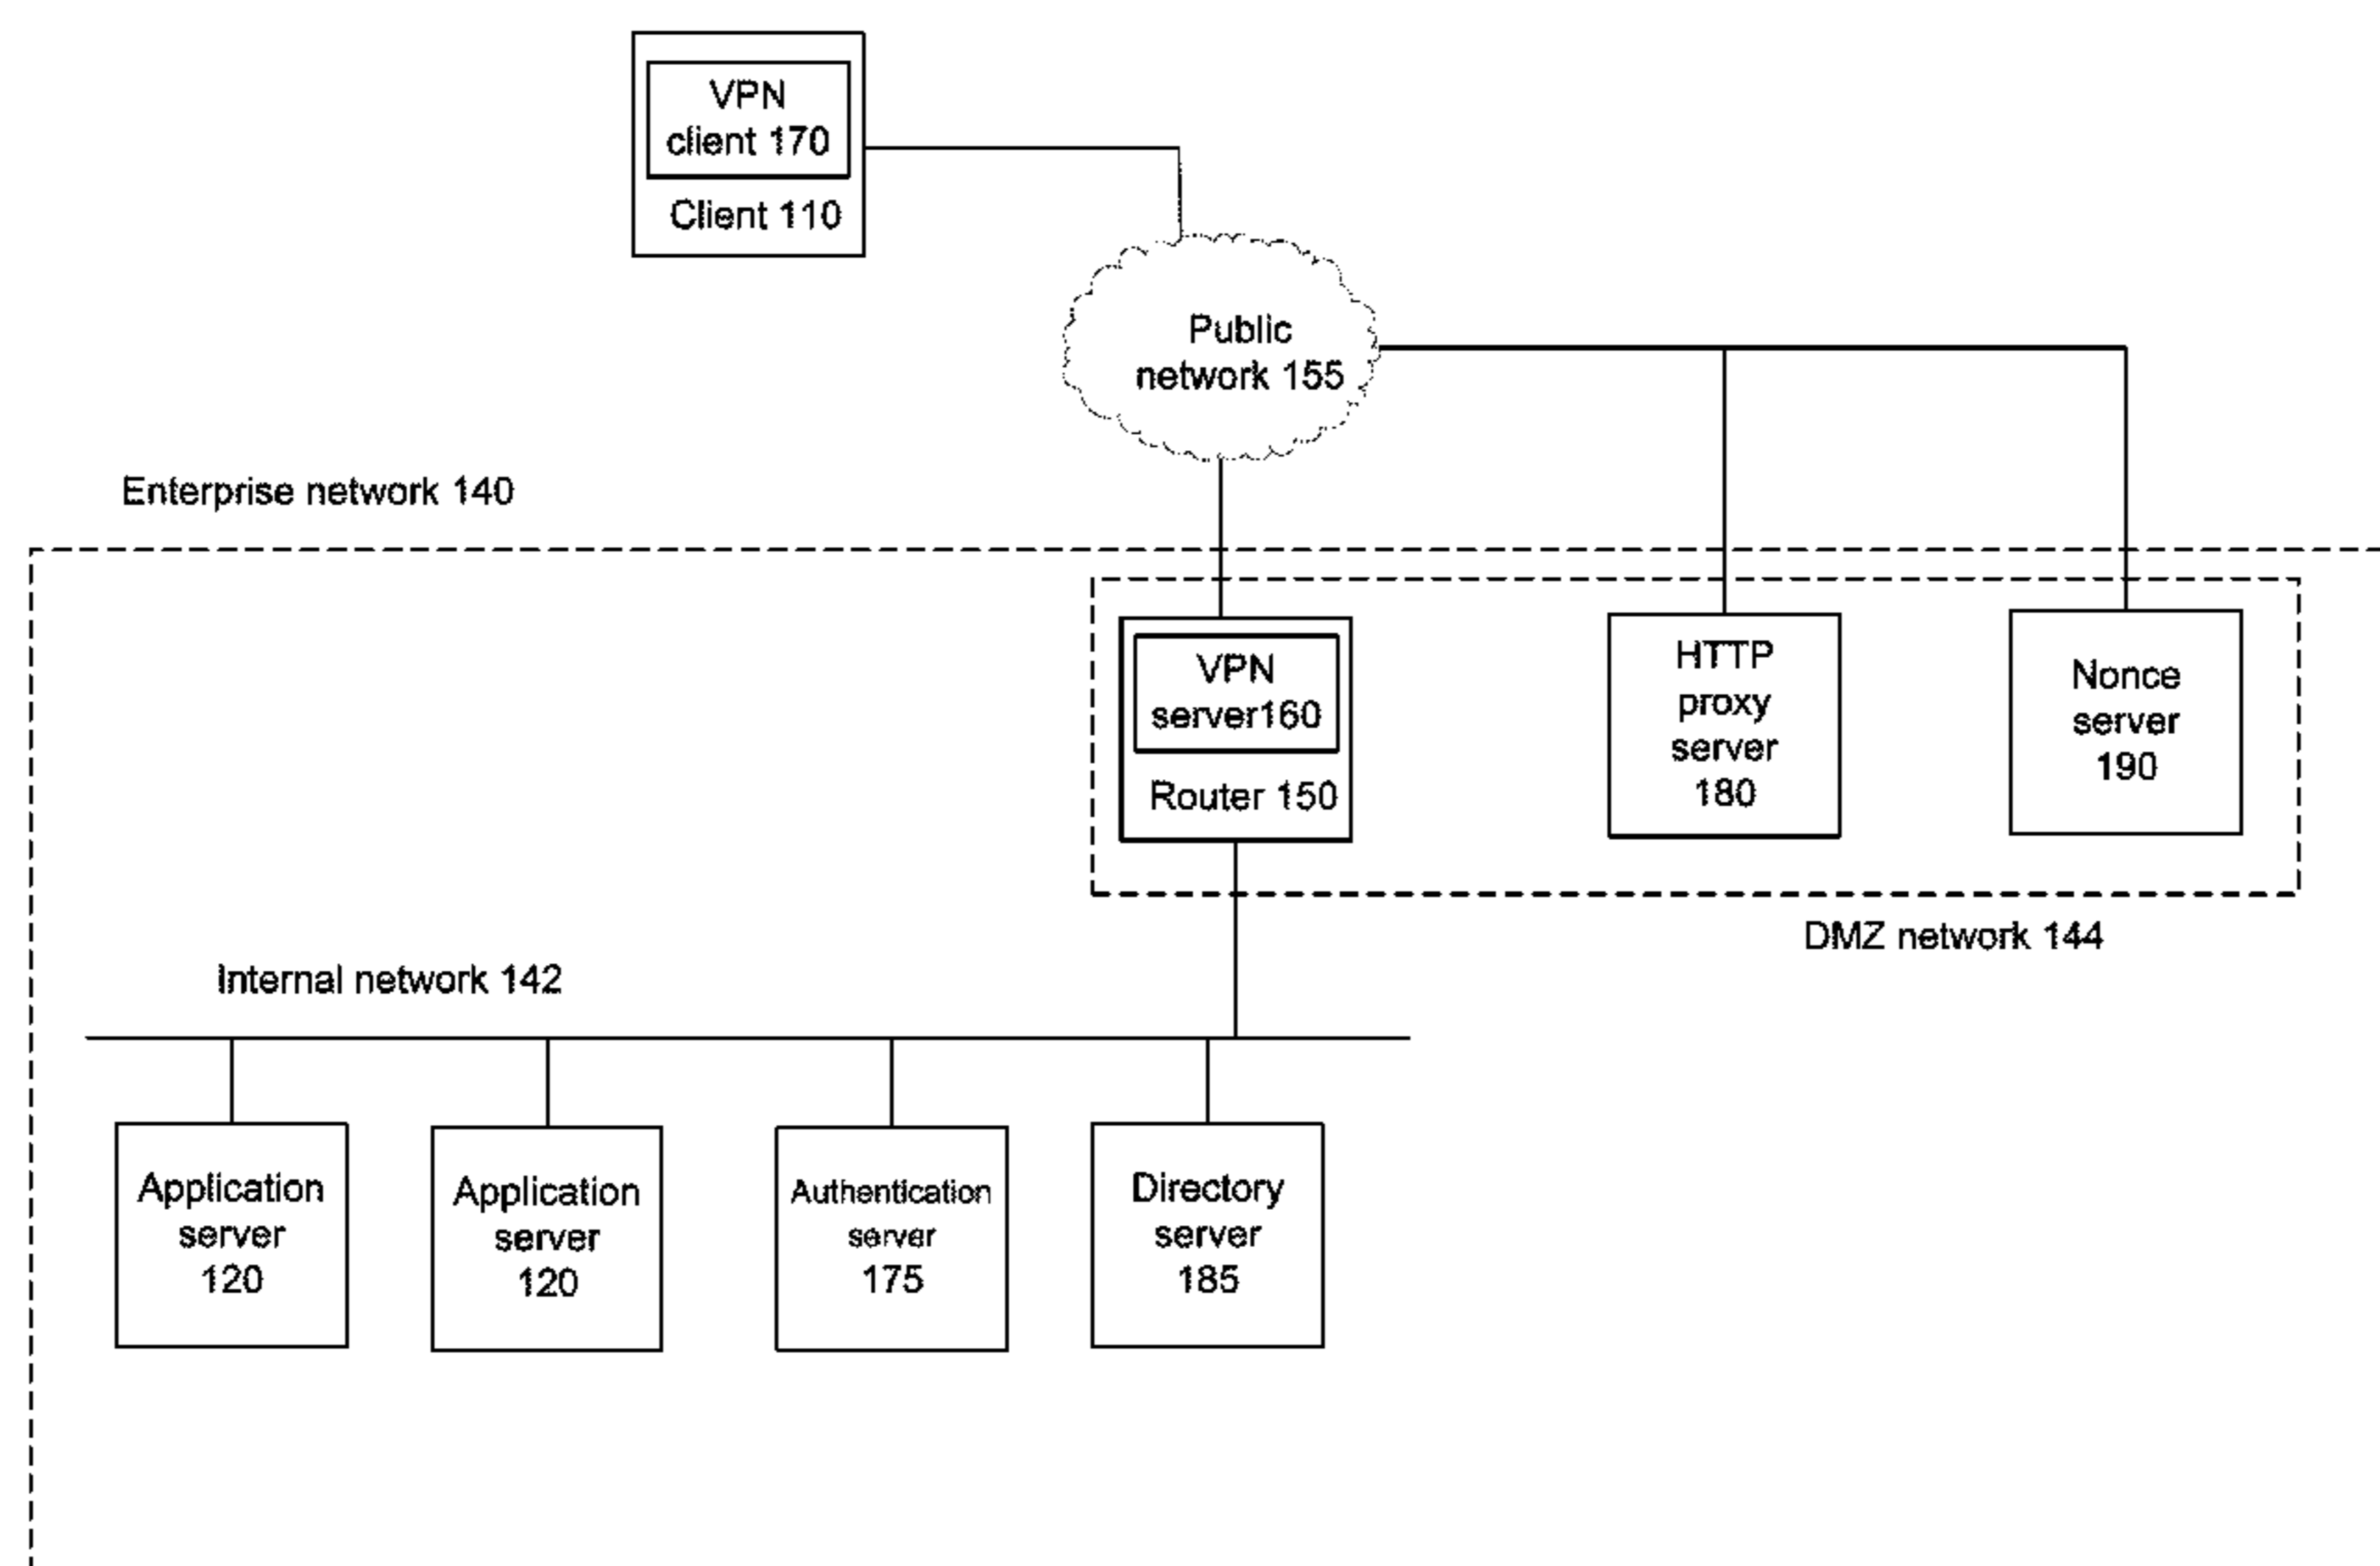 VPN
client 170
Client 110
Public
network 155
Enterprise network 140
VPN
server160
Router 150
HTTP
proxy
server
180
Nonce
server
190
DMZ network 144
Internal network 142
Application
server
120
Application
server
120
Authentication
server
175
Directory
server
185